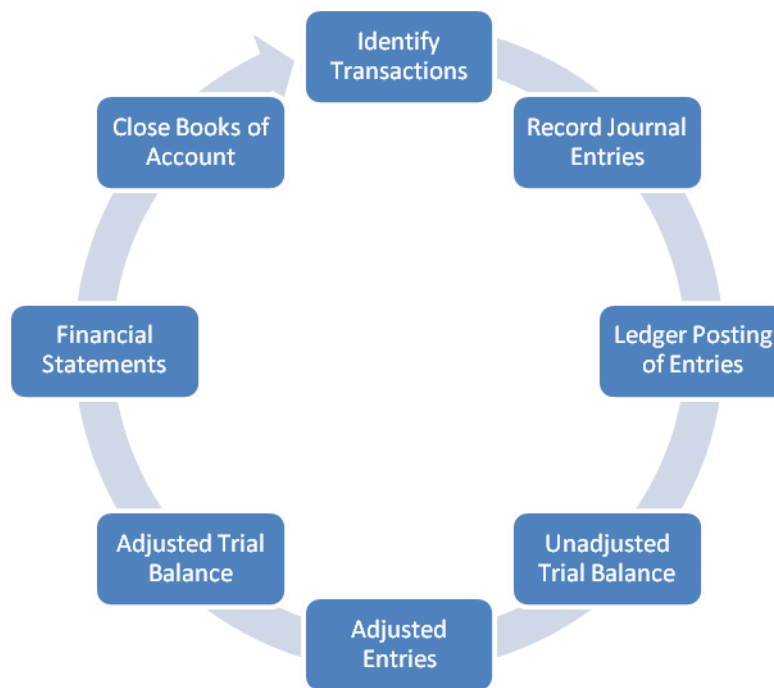 Identify
Transactions
Record Journal
Entries
Ledger Posting
of Entries
Unadjusted
Trial Balance
Adjusted
Entries
Adjusted Trial
Balance
Financial
Statements
Close Books of
Account